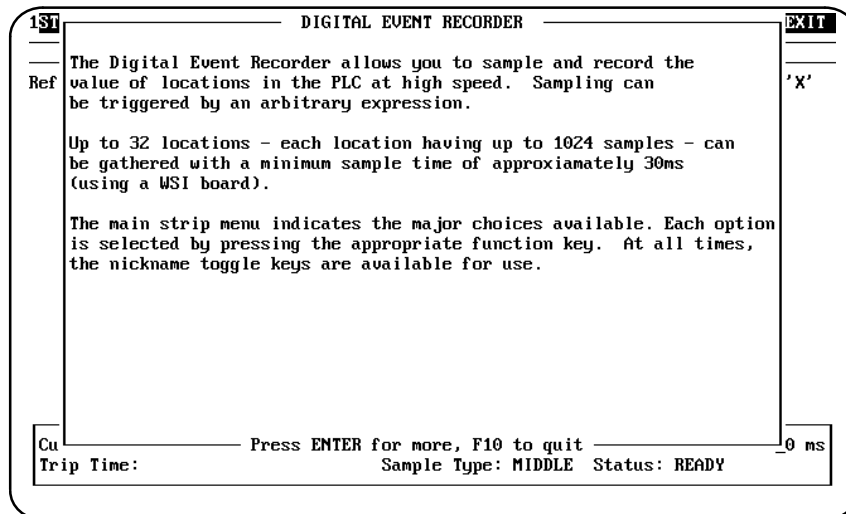 1ST DIGITAL EVENT RECORDER EXIT
The Digital Event Recorder allows you to sample and record the
Ref value of locations in the PLC at high speed. Sampling can 'X'
be triggered by an arbitrary expression.
Up to 32 locations - each location having up to 1024 samples - can
be gathered with a minimum sample time of approxiamately 30ms
(using a WSI board).
The main strip menu indicates the major choices available. Each option
is selected by pressing the appropriate function key. At all times,
the nickname toggle keys are available for use.
Cu Press ENTER for more, F10 to quit _0 ms
Trip Time: Sample Type: MIDDLE Status: READY